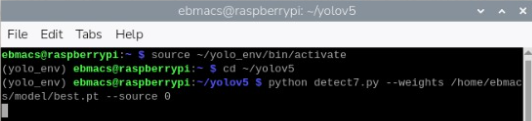 ebmacs@raspberrypi: ~/yolov5
File Edit Tabs Help
ebmacs@raspberrypi:~ $ source ~/yolo_env/bin/activate
(yolo_env) ebmacs@raspberrypi:~ $ cd ~/yolov5
(yolo_env) ebmacs@raspberrypi:~/yolov5 $ python detect7.py --weights /home/ebmac
s/model/best.pt --source 0